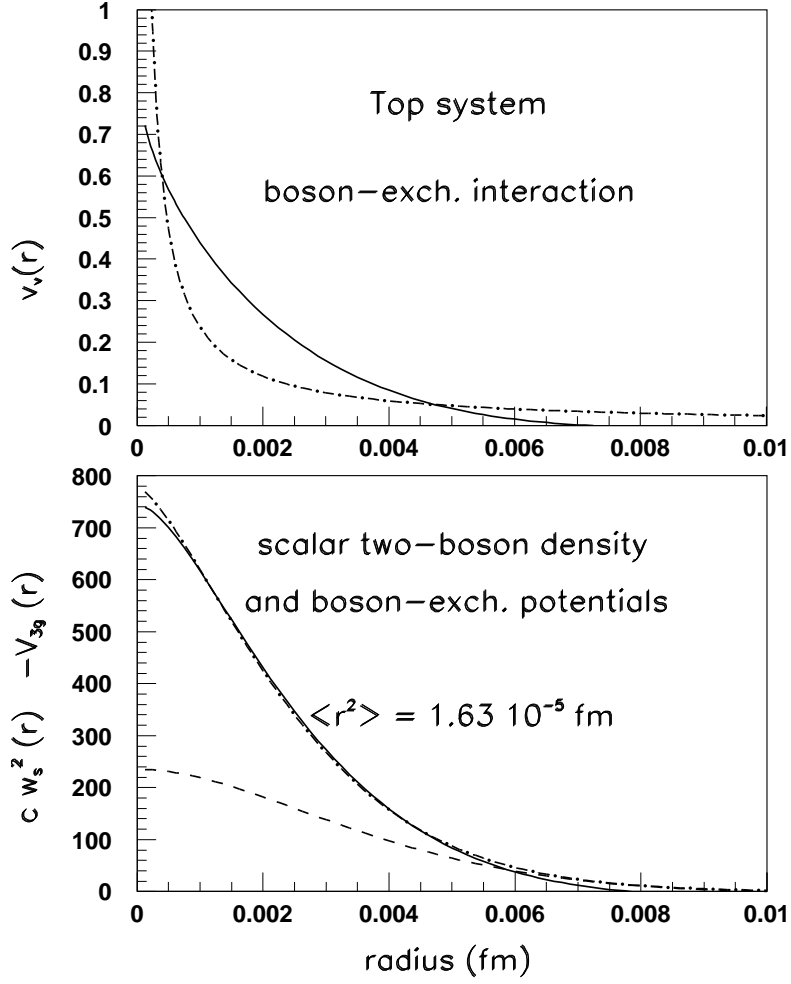 1
0.9
0.8
0.7
0.6
0.5
0.4
0.3
0.2
0.1
0
v_v(r)
Top system
boson-exch. interaction
0 0.002 0.004 0.006 0.008 0.01
800
700
600
500
400
300
200
100
0
c w_s^2 (r) -V_3g (r)
scalar two-boson density
and boson-exch. potentials
<r^2> = 1.63 10^-5 fm
0 0.002 0.004 0.006 0.008 0.01
radius (fm)